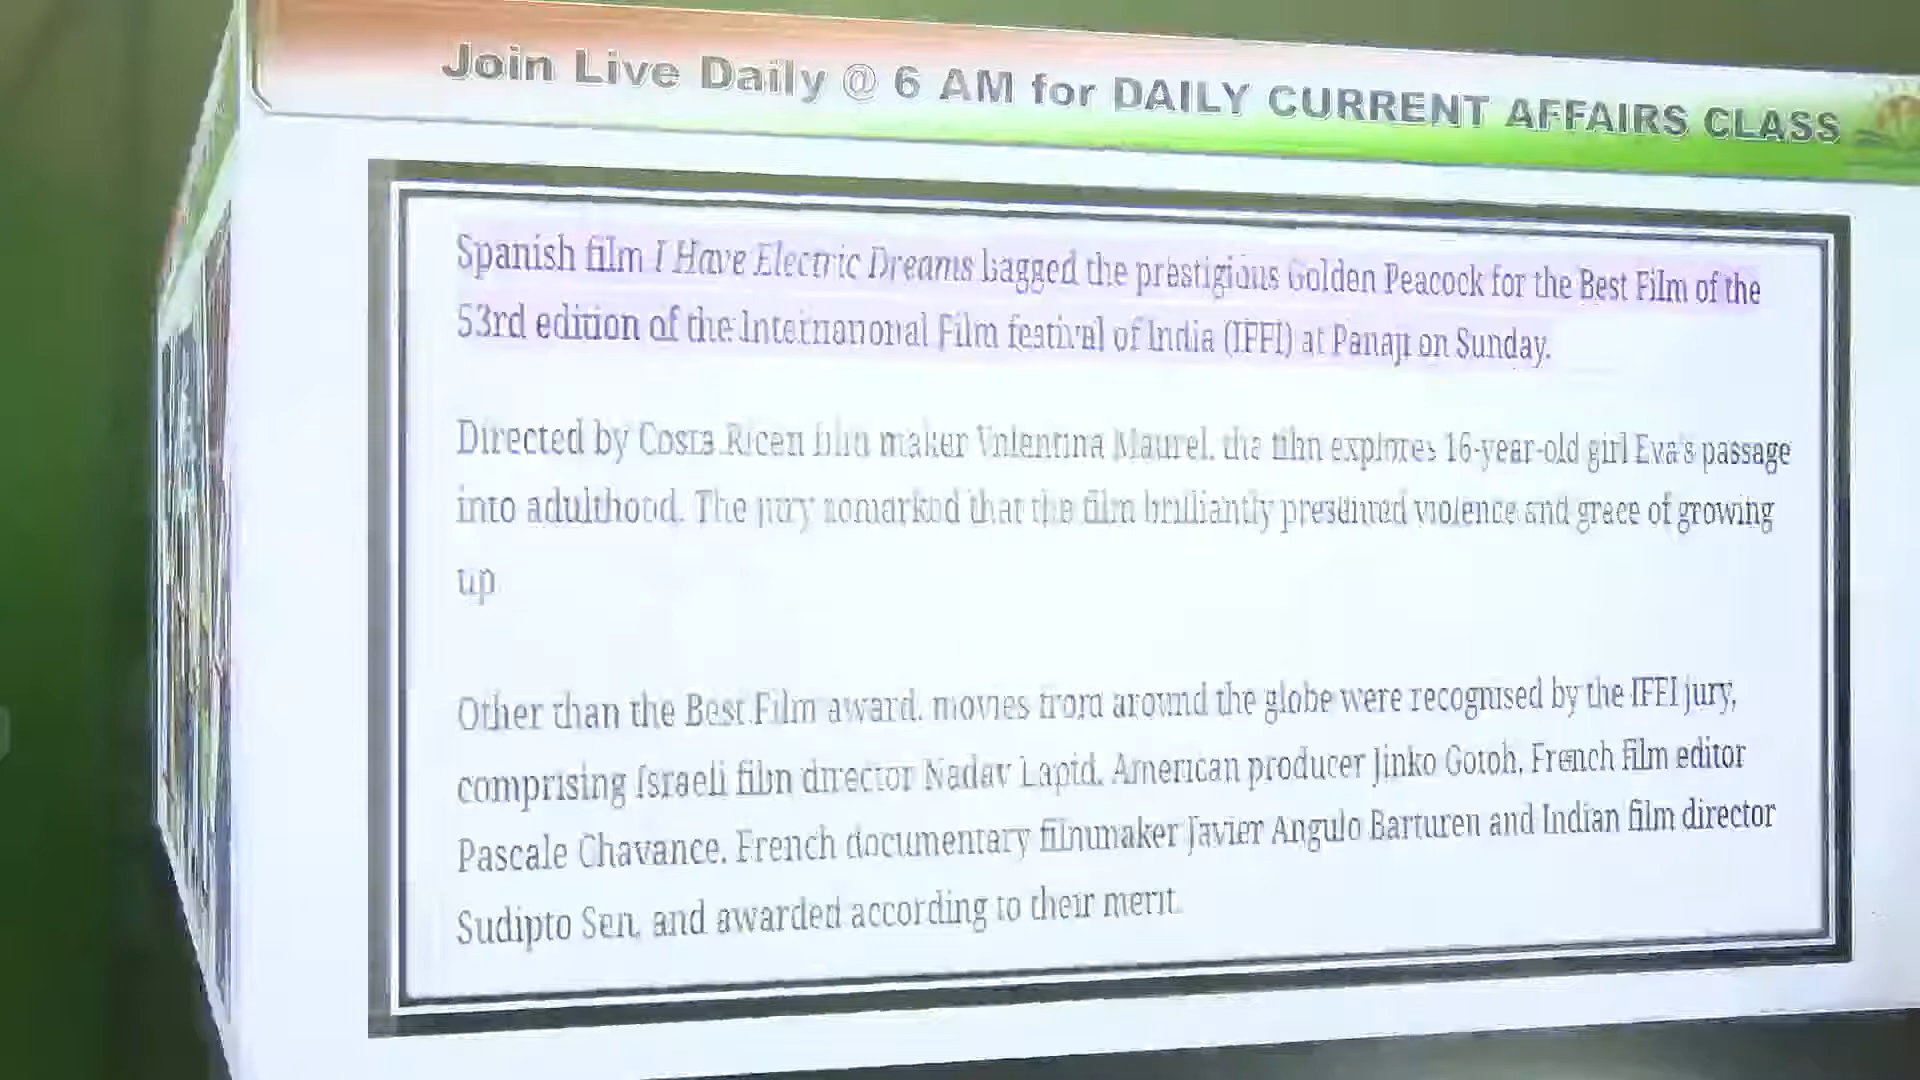 Join Live Daily @ 6 AM for DAILY CURRENT AFFAIRS CLASS
Spanish film I Have Electric Dreams bagged the prestigious Golden Peacock for the Best Film of the
53rd edition of the International Film festival of India (IFFI) at Panaji on Sunday.
Directed by Costa Rican film maker Valentina Maurel, the film explores 16-year-old girl Eva's passage
into adulthood. The jury remarked that the film brilliantly presented violence and grace of growing
up
Other than the Best Film award, movies from around the globe were recognised by the IFFI jury,
comprising Israeli film director Nadav Lapid, American producer Jinko Gotoh, French film editor
Pascale Chavance, French documentary filmmaker Javier Angulo Barturen and Indian film director
Sudipto Sen, and awarded according to their merit.